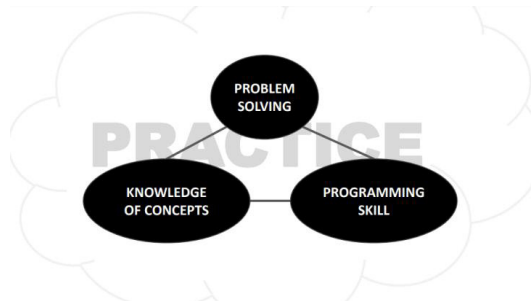 PROBLEM
SOLVING
PRACTICE
KNOWLEDGE
OF CONCEPTS
PROGRAMMING
SKILL